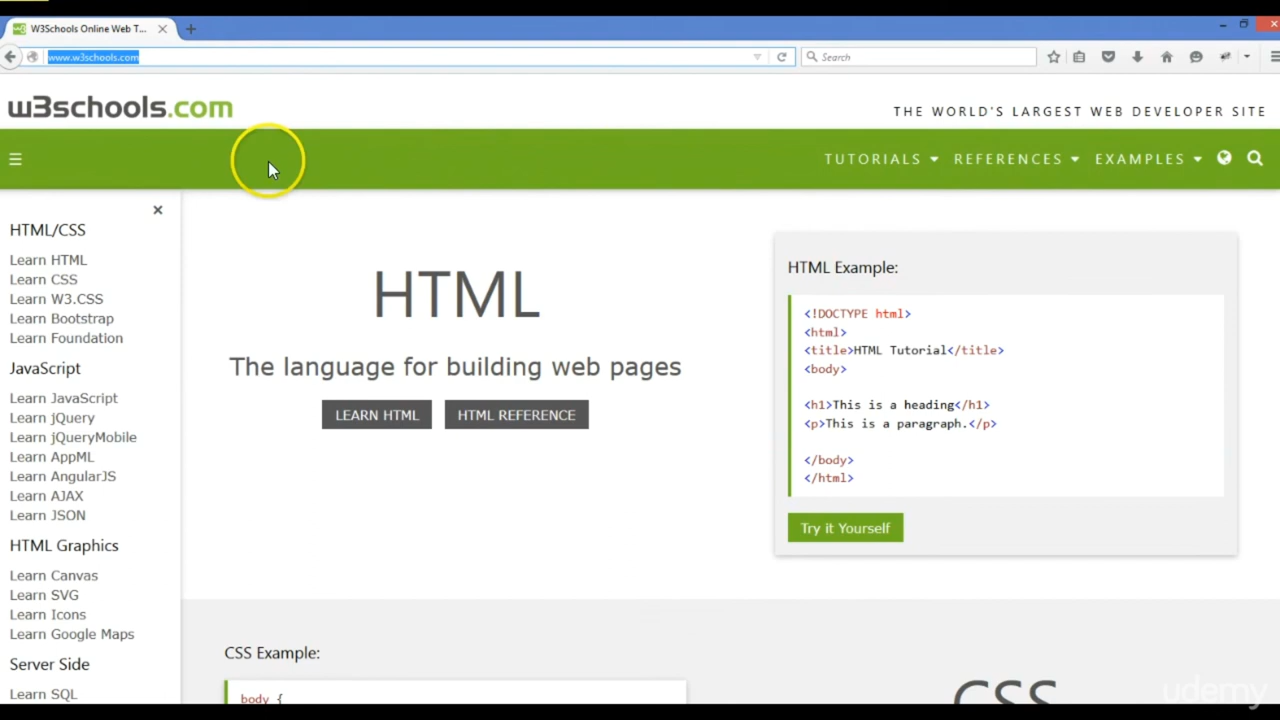 W3Schools Online Web T...
www.w3schools.com
Search
w3schools.com
THE WORLD'S LARGEST WEB DEVELOPER SITE
TUTORIALS
REFERENCES
EXAMPLES
HTML/CSS
Learn HTML
Learn CSS
Learn W3.CSS
Learn Bootstrap
Learn Foundation
JavaScript
Learn JavaScript
Learn jQuery
Learn jQueryMobile
Learn AppML
Learn AngularJS
Learn AJAX
Learn JSON
HTML Graphics
Learn Canvas
Learn SVG
Learn Icons
Learn Google Maps
Server Side
Learn SQL
HTML
The language for building web pages
LEARN HTML
HTML REFERENCE
HTML Example:
<!DOCTYPE html>
<html>
<title>HTML Tutorial</title>
<body>
<h1>This is a heading</h1>
<p>This is a paragraph.</p>
</body>
</html>
Try it Yourself
CSS Example:
body {
CSS
udemy